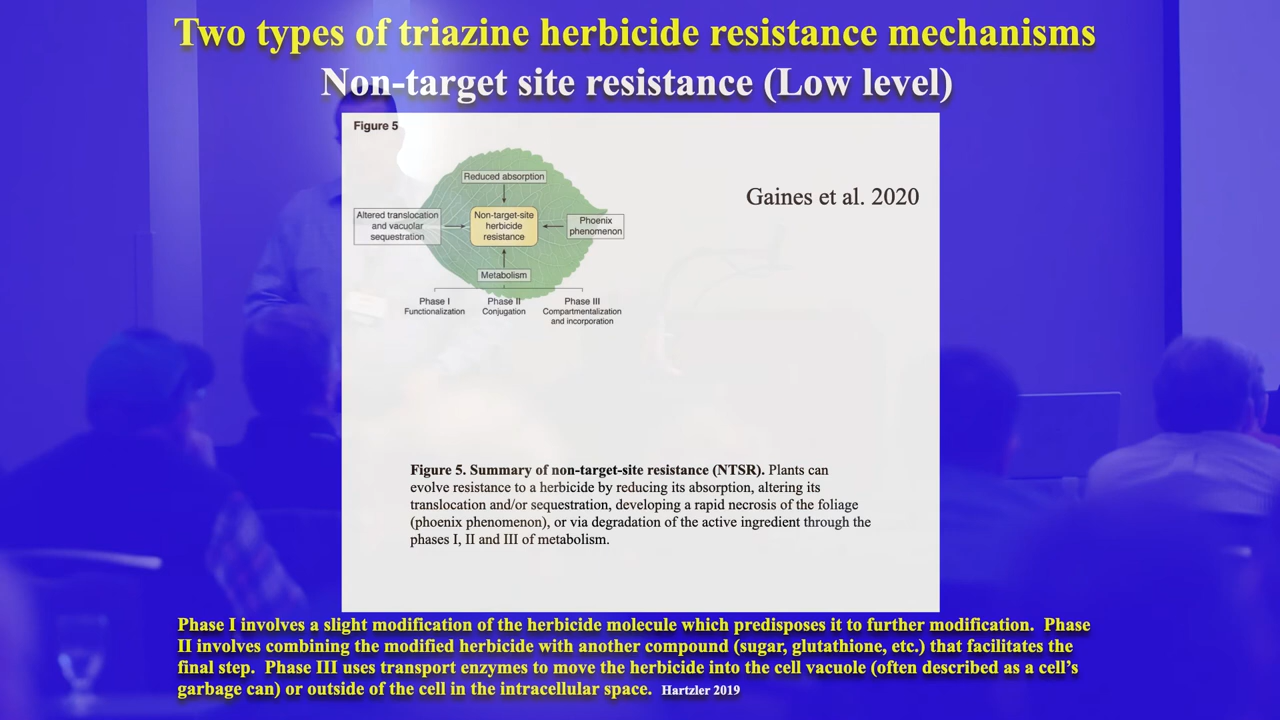 Two types of triazine herbicide resistance mechanisms
Non-target site resistance (Low level)
Figure 5
Gaines et al. 2020
Reduced absorption
Altered translocation
and vacuolar
sequestration
Non-target-site
herbicide
resistance
Phoenix
phenomenon
Metabolism
Phase I
Functionalization
Phase II
Conjugation
Phase III
Compartmentalization
and incorporation
Figure 5. Summary of non-target-site resistance (NTSR). Plants can
evolve resistance to a herbicide by reducing its absorption, altering its
translocation and/or sequestration, developing a rapid necrosis of the foliage
(phoenix phenomenon), or via degradation of the active ingredient through the
phases I, II and III of metabolism.
Phase I involves a slight modification of the herbicide molecule which predisposes it to further modification. Phase
II involves combining the modified herbicide with another compound (sugar, glutathione, etc.) that facilitates the
final step. Phase III uses transport enzymes to move the herbicide into the cell vacuole (often described as a cell's
garbage can) or outside of the cell in the intracellular space. Hartzler 2019